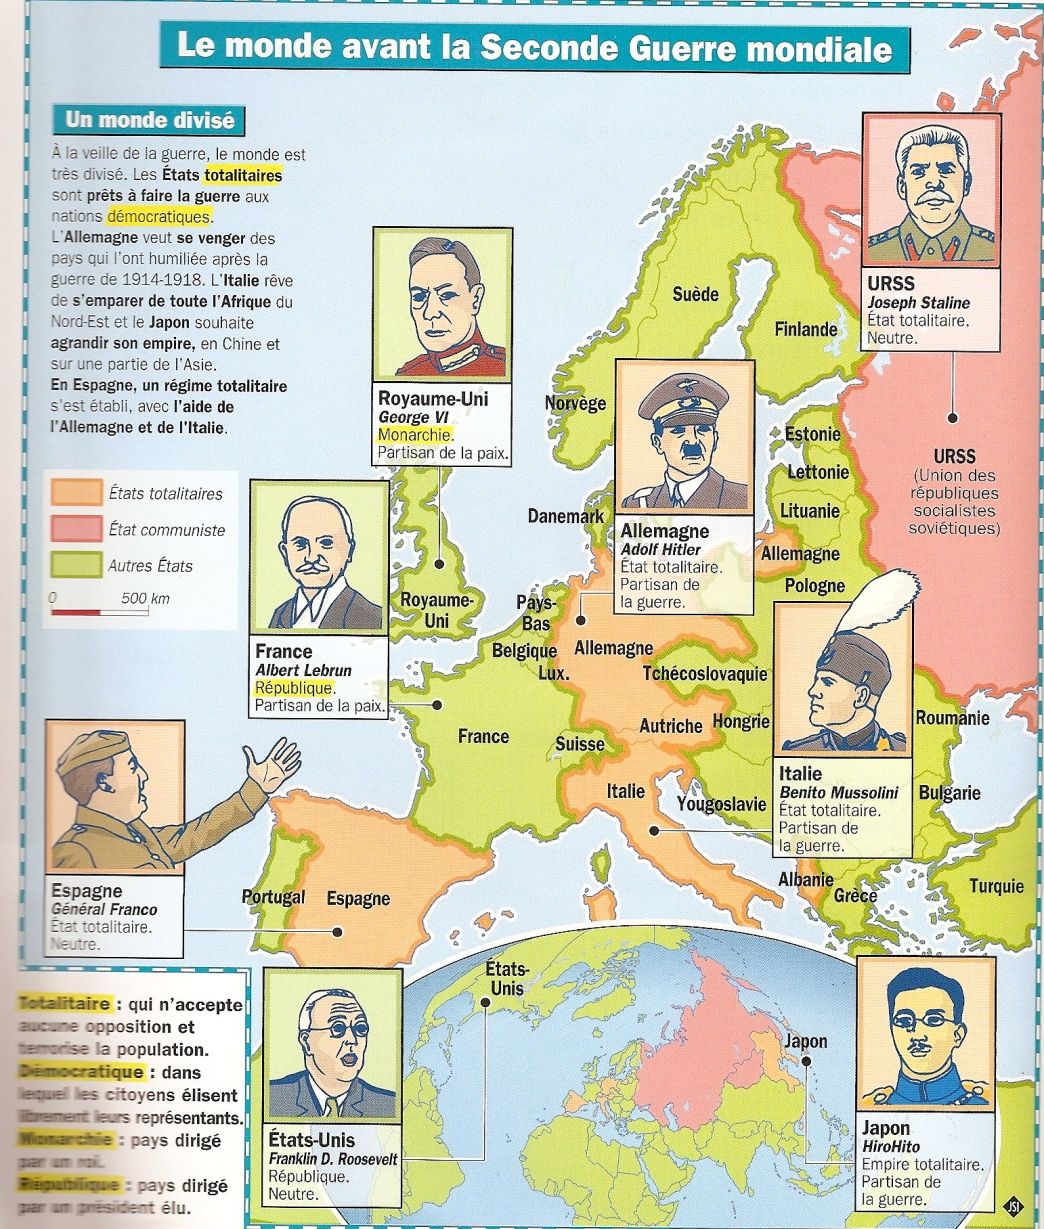 Le monde avant la Seconde Guerre mondiale
Un monde divisé
À la veille de la guerre, le monde est
très divisé. Les États totalitaires
sont prêts à faire la guerre aux
nations démocratiques.
L'Allemagne veut se venger des
pays qui l'ont humiliée après la
guerre de 1914-1918. L'Italie rêve
de s'emparer de toute l'Afrique du
Nord-Est et le Japon souhaite
agrandir son empire, en Chine et
sur une partie de l'Asie.
En Espagne, un régime totalitaire
s'est établi, avec l'aide de
l'Allemagne et de l'Italie.
États totalitaires
État communiste
Autres États
0 500 km
URSS
Joseph Staline
État totalitaire.
Neutre.
Royaume-Uni
George VI
Monarchie.
Partisan de la paix.
Allemagne
Adolf Hitler
État totalitaire.
Partisan de
la guerre.
France
Albert Lebrun
République.
Partisan de la paix.
Italie
Benito Mussolini
État totalitaire.
Partisan de
la guerre.
Espagne
Général Franco
État totalitaire.
Neutre.
États-Unis
Franklin D. Roosevelt
République.
Neutre.
Japon
HiroHito
Empire totalitaire.
Partisan de
la guerre.
Suède
Finlande
Norvège
Estonie
Lettonie
Lituanie
URSS
(Union des
républiques
socialistes
soviétiques)
Danemark
Allemagne
Pologne
Royaume-
Uni
Pays-
Bas
Belgique
Lux.
Allemagne
Tchécoslovaquie
Autriche
Hongrie
Roumanie
France
Suisse
Italie
Yougoslavie
Bulgarie
Albanie
Grèce
Turquie
Portugal
Espagne
États-
Unis
Japon
Totalitaire : qui n'accepte
aucune opposition et
terrorise la population.
Démocratique : dans
lequel les citoyens élisent
librement leurs représentants.
Monarchie : pays dirigé
par un roi.
République : pays dirigé
par un président élu.
JSI